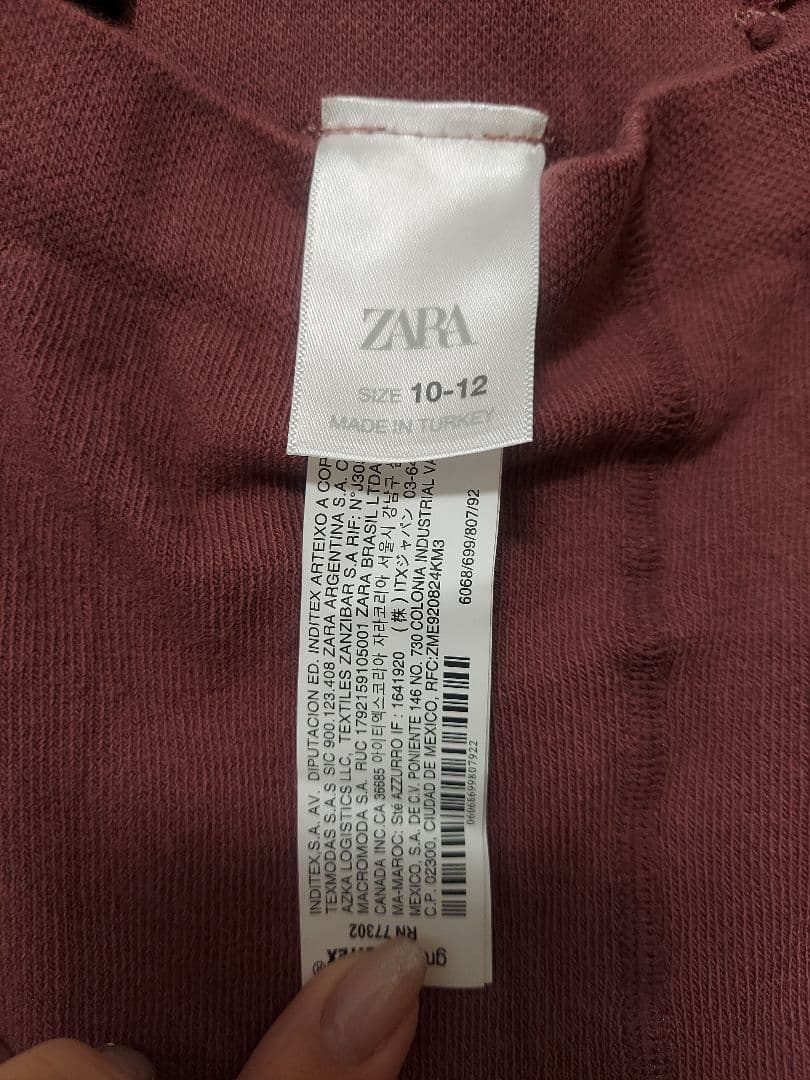 ZARA
SIZE 10-12
MADE IN TURKEY
INDITEX,S.A. AV. DIPUTACION ED. INDITEX ARTEIXO A COR
TEXMODAS S.A.S SIC 900.123.408 ZARA ARGENTINA S.A. C
AZKA LOGISTICS LLC, TEXTILES ZANZIBAR S.A RIF: N°J30
MACROMODA S.A. RUC 1792159105001 ZARA BRASIL LTDA
CANADA INC.CA 36685 아이티엑스코리아 자라코리아 서울시 강남구
MA-MAROC: Sté AZZURRO IF : 1641920 (株) ITXジャパン 03-64
MEXICO, S.A. DE C.V. PONIENTE 146 NO. 730 COLONIA INDUSTRIAL VA
C.P. 02300, CIUDAD DE MEXICO, RFC:ZME920824KM3
6068/699/807/92
06068699807922
RN 77302